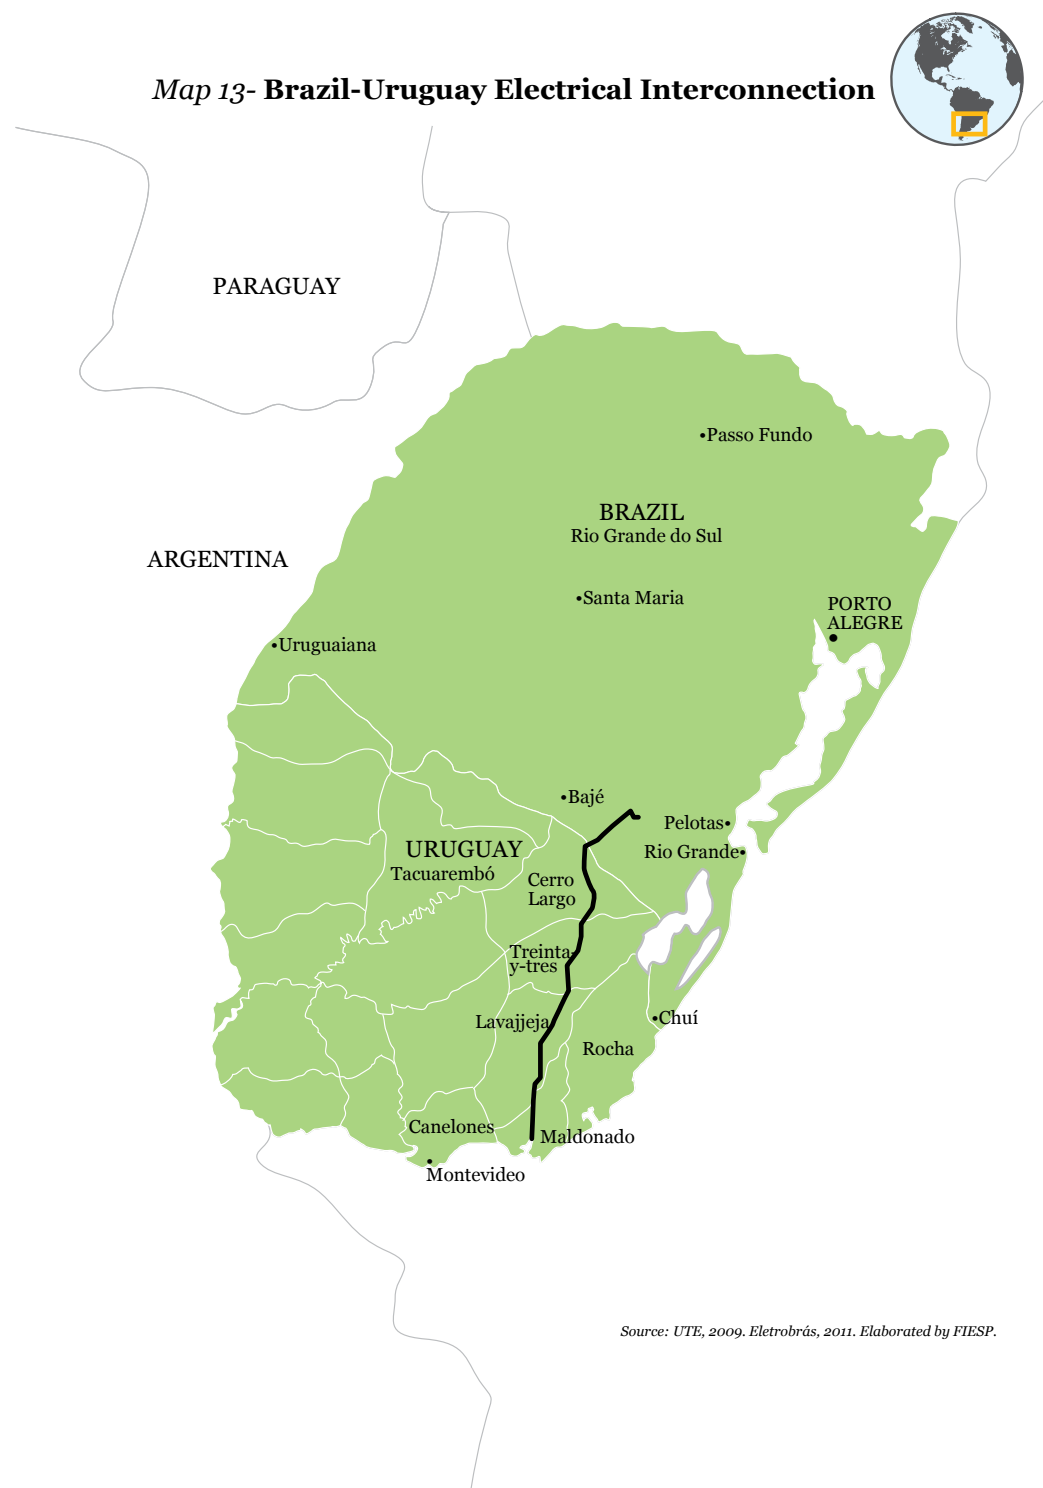 Map 13- Brazil-Uruguay Electrical Interconnection
PARAGUAY
•Passo Fundo
BRAZIL
Rio Grande do Sul
ARGENTINA
•Santa Maria
PORTO
ALEGRE
•Uruguaiana
•Bajé
Pelotas•
URUGUAY
Rio Grande•
Tacuarembó
Cerro
Largo
Treinta-
y-tres
Lavajjeja
•Chuí
Rocha
Canelones
Maldonado
Montevideo
Source: UTE, 2009. Eletrobrás, 2011. Elaborated by FIESP.